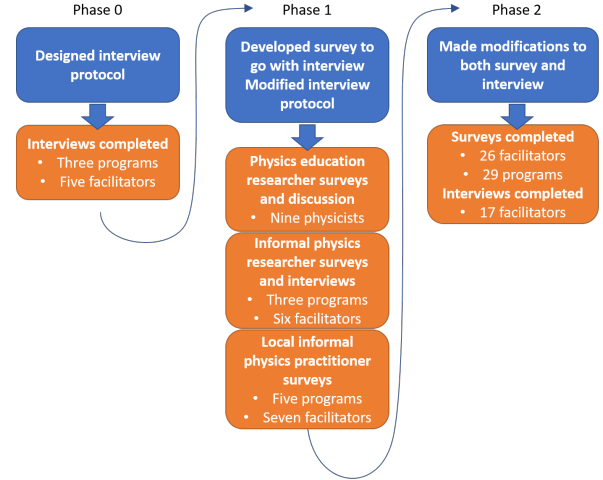 Phase 0
Designed interview
protocol
Interviews completed
• Three programs
• Five facilitators
Phase 1
Developed survey to
go with interview
Modified interview
protocol
Physics education
researcher surveys
and discussion
• Nine physicists
Informal physics
researcher surveys
and interviews
• Three programs
• Six facilitators
Local informal
physics practitioner
surveys
• Five programs
• Seven facilitators
Phase 2
Made modifications to
both survey and
interview
Surveys completed
• 26 facilitators
• 29 programs
Interviews completed
• 17 facilitators